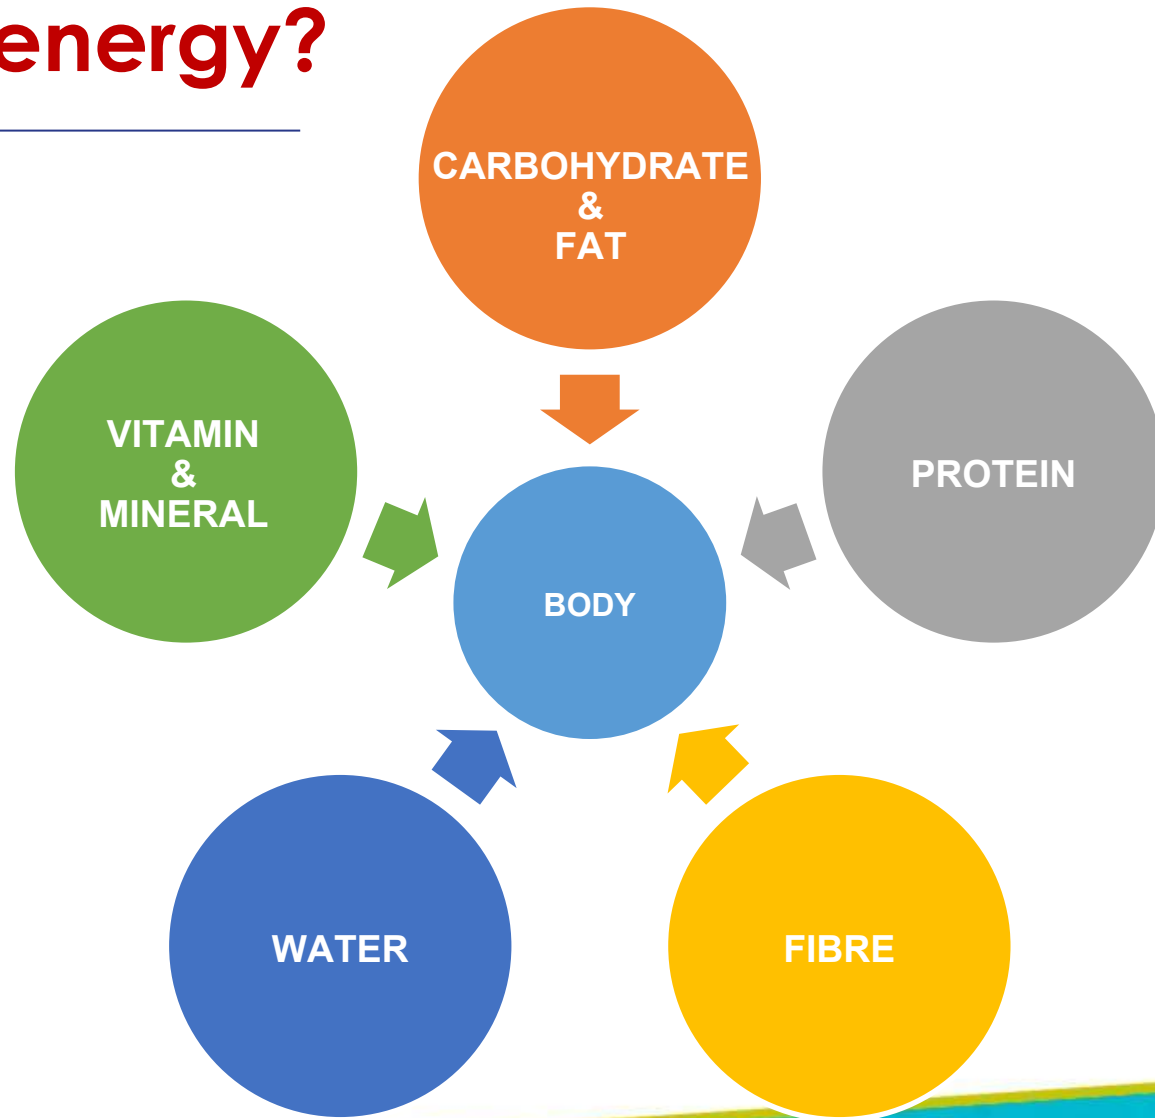 energy?
CARBOHYDRATE
&
FAT
VITAMIN
&
MINERAL
PROTEIN
BODY
WATER
FIBRE